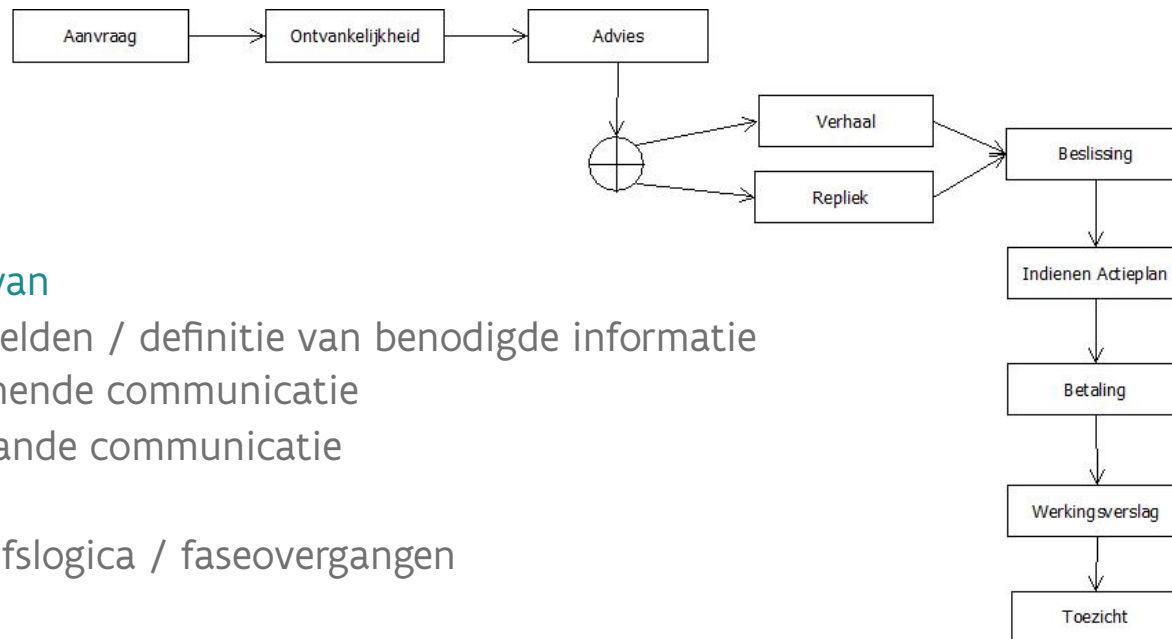 Aanvraag
Ontvankelijkheid
Advies
Verhaal
Repliek
Beslissing
Indienen Actieplan
Betaling
Werkingsverslag
Toezicht
van
elden / definitie van benodigde informatie
nende communicatie
ande communicatie
fslogica / faseovergangen